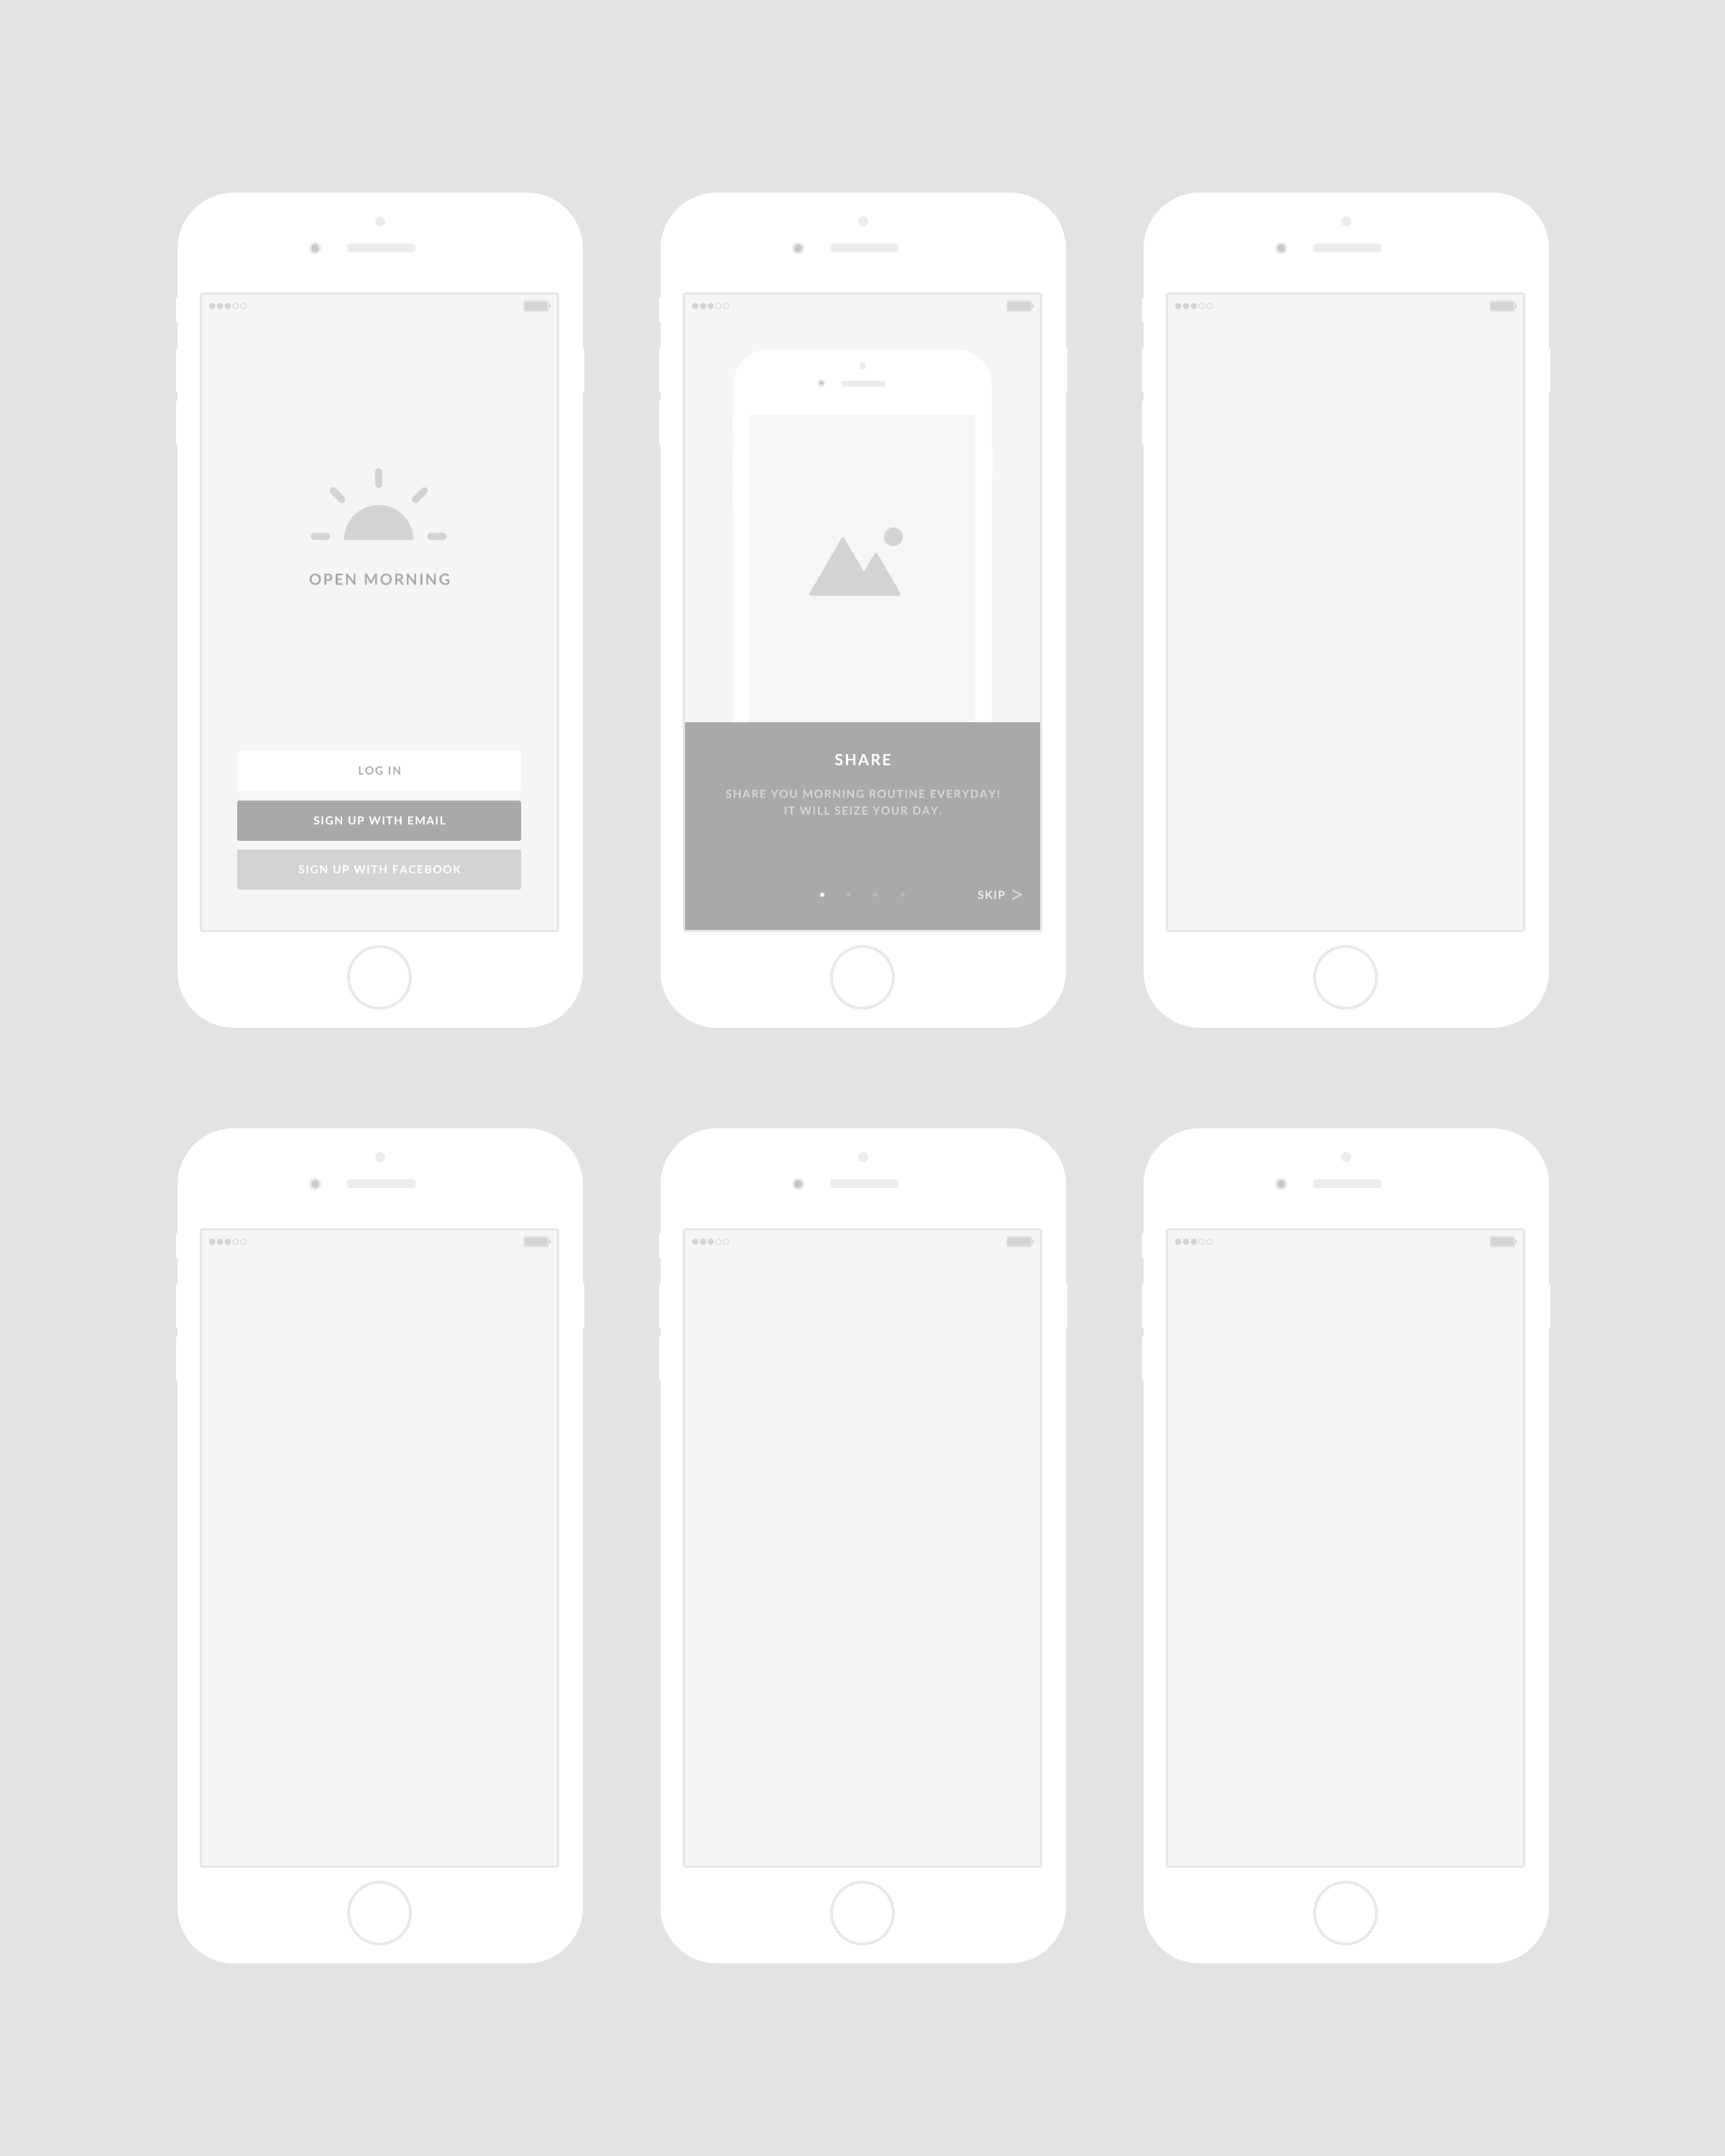 OPEN MORNING
LOG IN
SIGN UP WITH EMAIL
SIGN UP WITH FACEBOOK
SHARE
SHARE YOU MORNING ROUTINE EVERYDAY!
IT WILL SEIZE YOUR DAY.
SKIP >